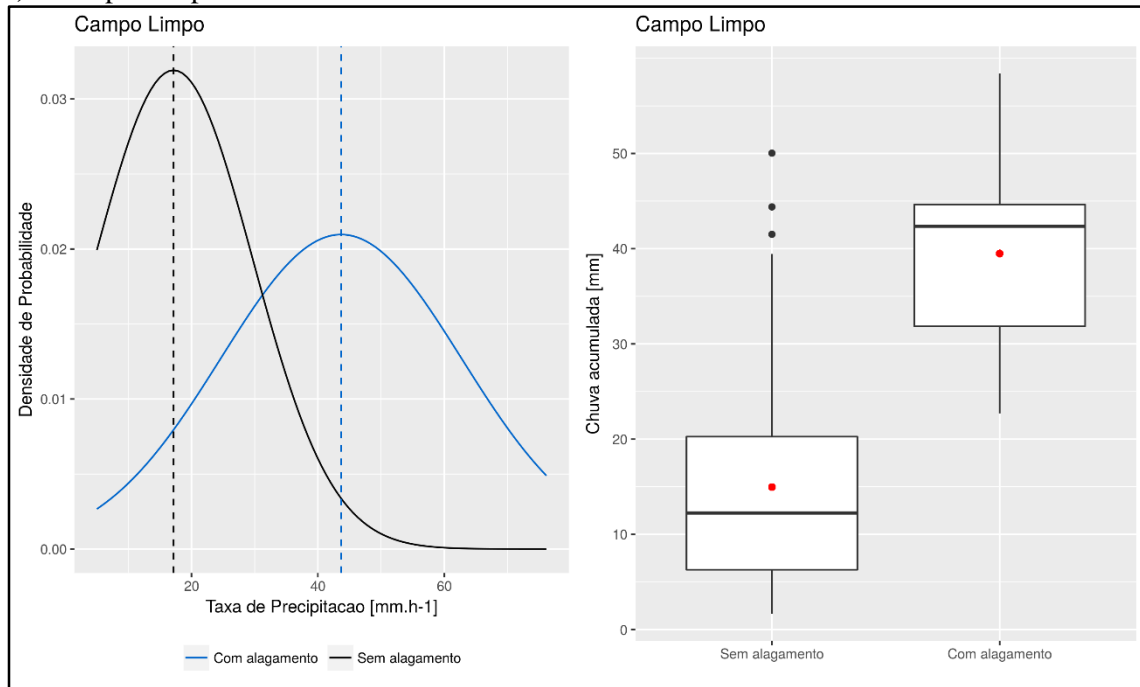 Campo Limpo
Densidade de Probabilidade
0.03
0.02
0.01
0.00
20 40 60
Taxa de Precipitacao [mm.h-1]
Com alagamento Sem alagamento
Campo Limpo
Chuva acumulada [mm]
50
40
30
20
10
0
Sem alagamento Com alagamento